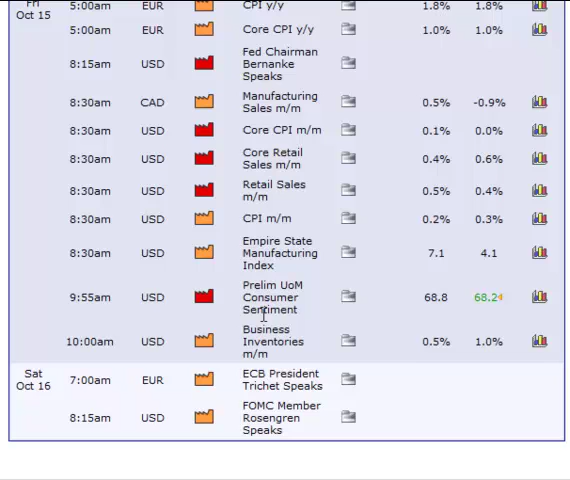 Fri
Oct 15
5:00am EUR CPI y/y 1.8% 1.8%
5:00am EUR Core CPI y/y 1.0% 1.0%
8:15am USD Fed Chairman
Bernanke
Speaks
8:30am CAD Manufacturing
Sales m/m 0.5% -0.9%
8:30am USD Core CPI m/m 0.1% 0.0%
8:30am USD Core Retail
Sales m/m 0.4% 0.6%
8:30am USD Retail Sales
m/m 0.5% 0.4%
8:30am USD CPI m/m 0.2% 0.3%
8:30am USD Empire State
Manufacturing
Index 7.1 4.1
9:55am USD Prelim UoM
Consumer
Sentiment 68.8 68.2
10:00am USD Business
Inventories
m/m 0.5% 1.0%
Sat
Oct 16
7:00am EUR ECB President
Trichet Speaks
8:15am USD FOMC Member
Rosengren
Speaks